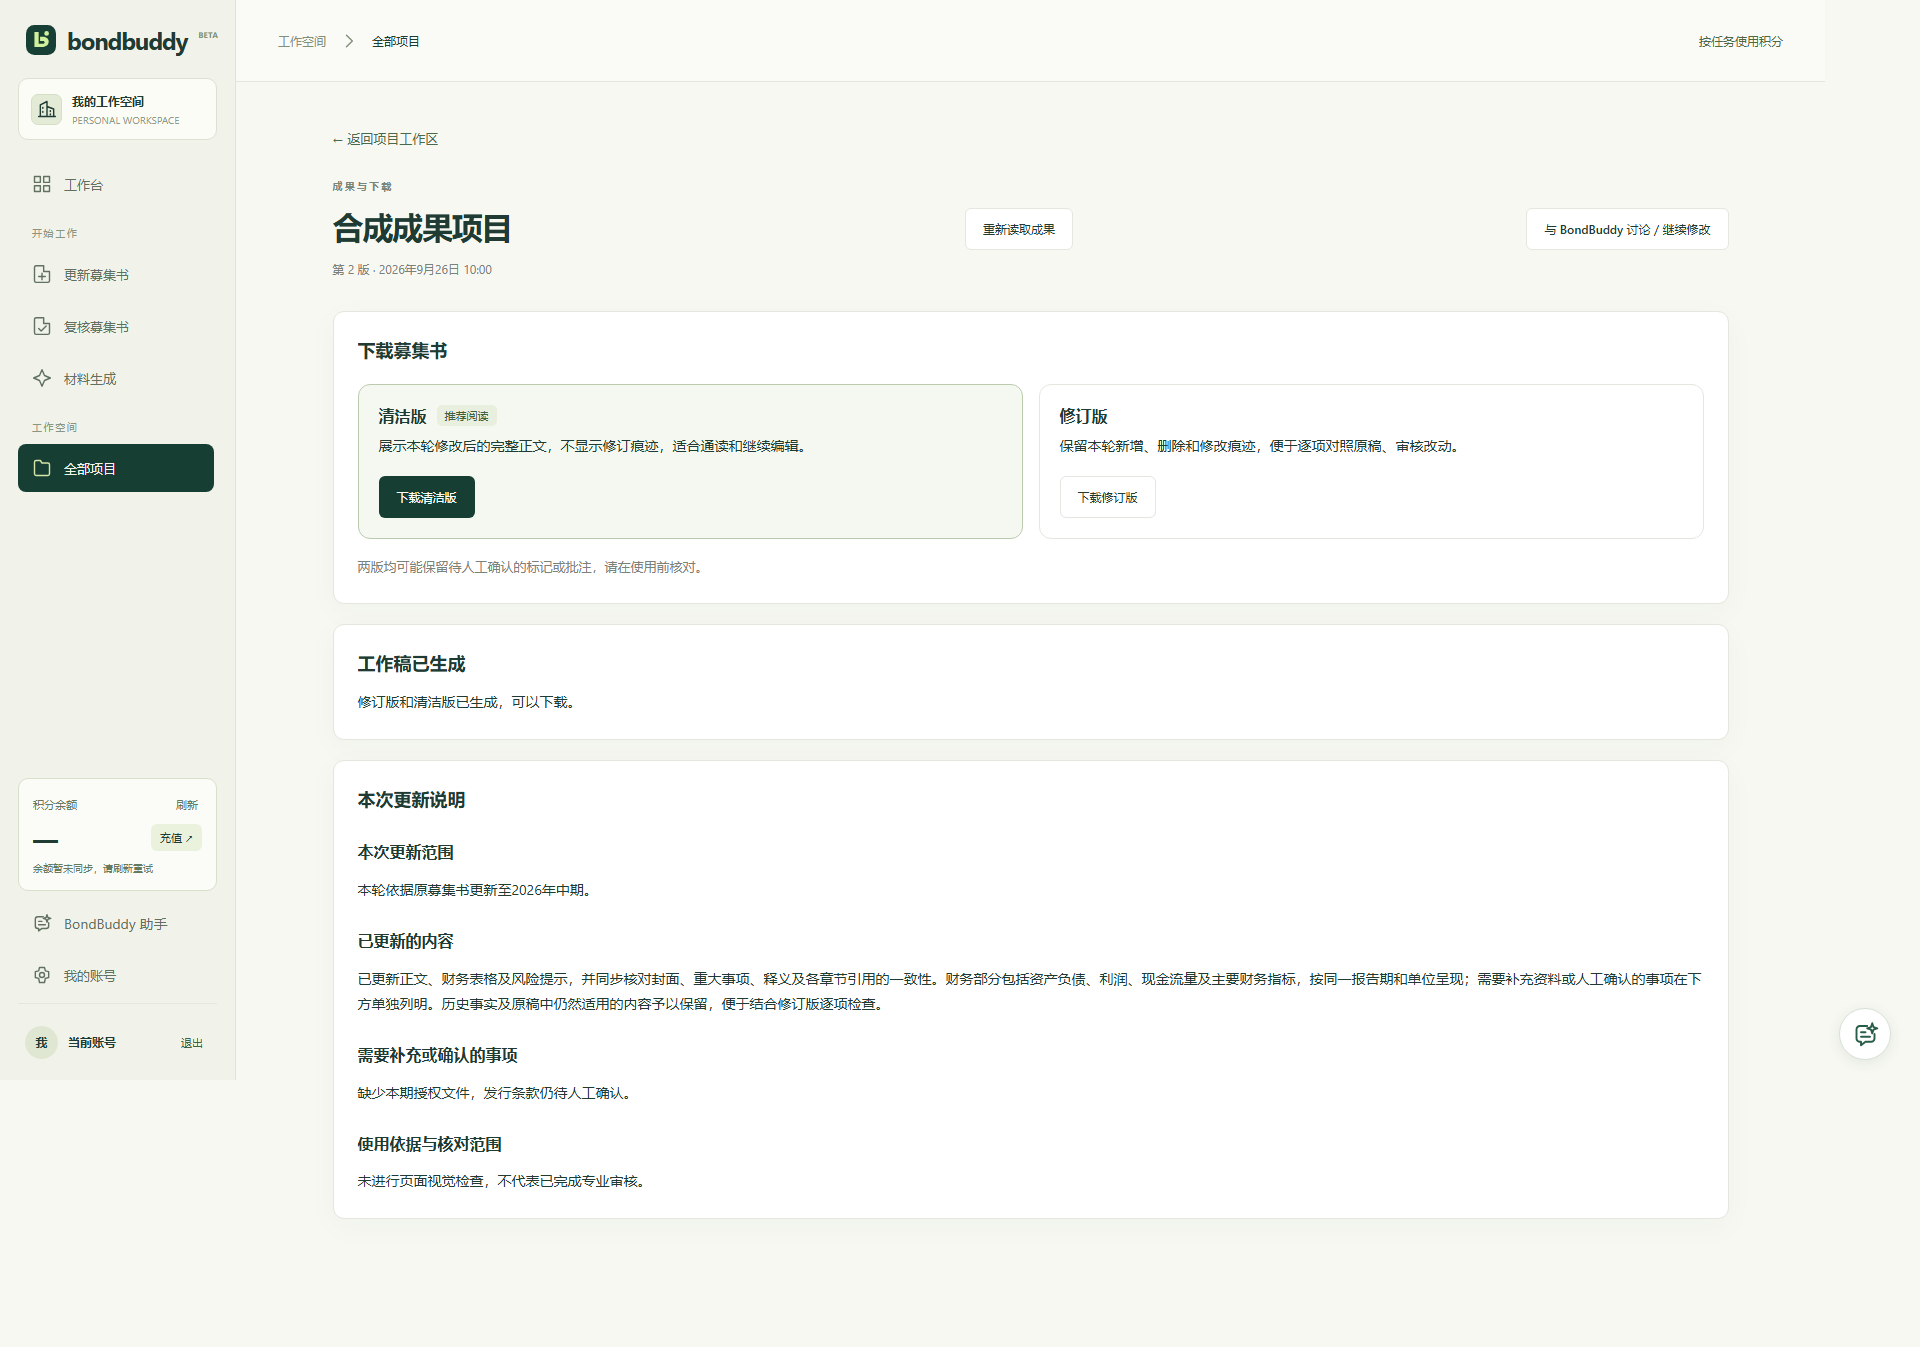 bondbuddy BETA
我的工作空间
PERSONAL WORKSPACE
工作台
开始工作
更新募集书
复核募集书
材料生成
工作空间
全部项目
积分余额 刷新
—
充值 ↗
余额暂未同步，请刷新重试
BondBuddy 助手
我的账号
我 当前账号 退出
工作空间 > 全部项目
按任务使用积分
← 返回项目工作区
成果与下载
合成成果项目
重新读取成果
与 BondBuddy 讨论 / 继续修改
第 2 版 · 2026年9月26日 10:00
下载募集书
清洁版 推荐阅读
展示本轮修改后的完整正文，不显示修订痕迹，适合通读和继续编辑。
下载清洁版
修订版
保留本轮新增、删除和修改痕迹，便于逐项对照原稿、审核改动。
下载修订版
两版均可能保留待人工确认的标记或批注，请在使用前核对。
工作稿已生成
修订版和清洁版已生成，可以下载。
本次更新说明
本次更新范围
本轮依据原募集书更新至2026年中期。
已更新的内容
已更新正文、财务表格及风险提示，并同步核对封面、重大事项、释义及各章节引用的一致性。财务部分包括资产负债、利润、现金流量及主要财务指标，按同一报告期和单位呈现；需要补充资料或人工确认的事项在下
方单独列明。历史事实及原稿中仍然适用的内容予以保留，便于结合修订版逐项检查。
需要补充或确认的事项
缺少本期授权文件，发行条款仍待人工确认。
使用依据与核对范围
未进行页面视觉检查，不代表已完成专业审核。